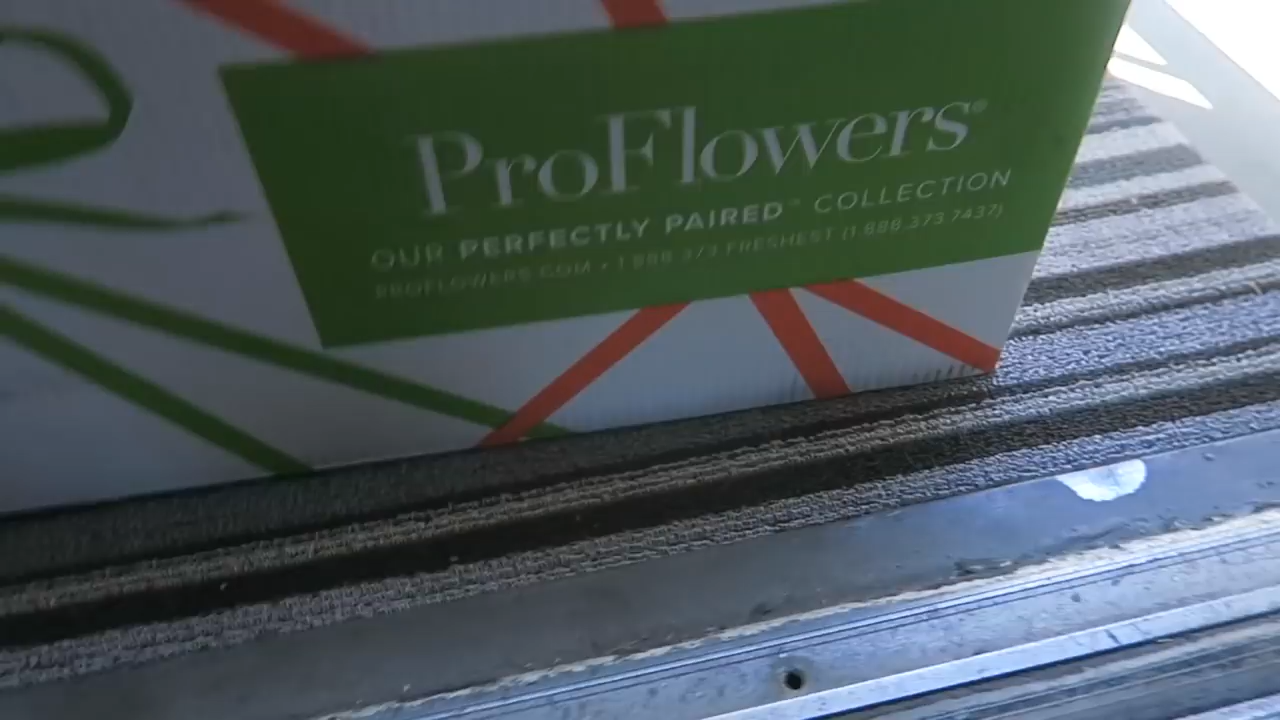 ProFlowers®
OUR PERFECTLY PAIRED™ COLLECTION
PROFLOWERS.COM • 1 888 373 FRESHEST (1 888.373.7437)